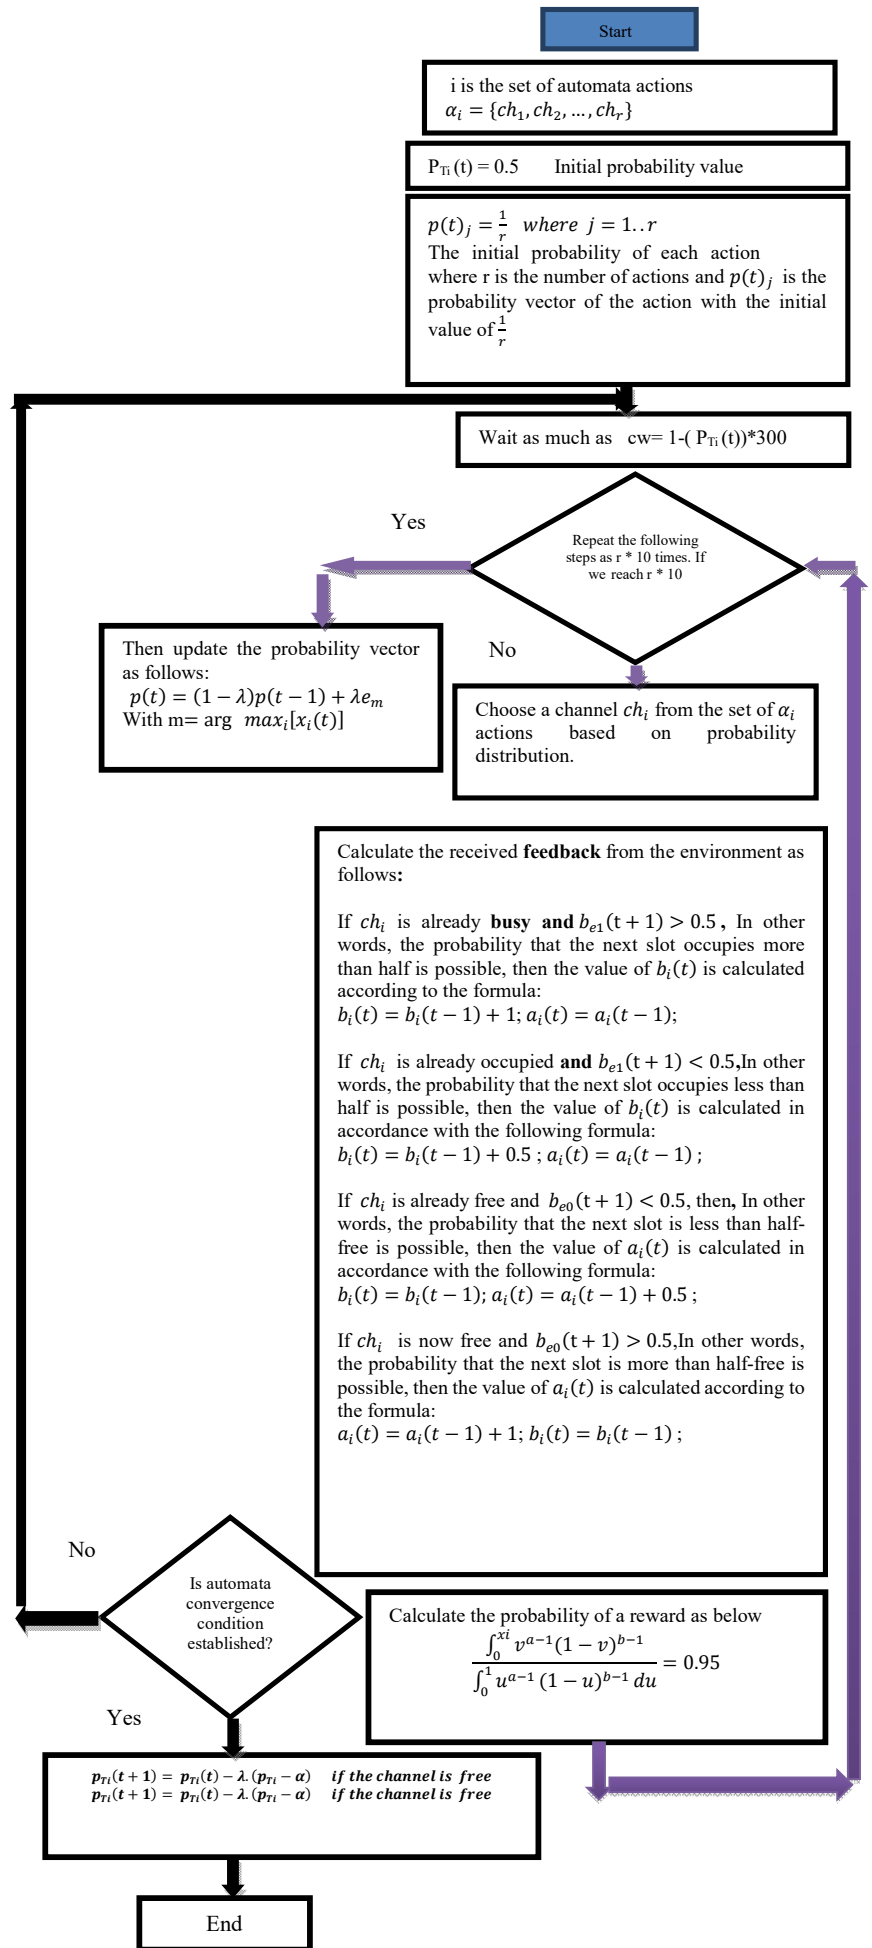 Start
i is the set of automata actions
α_i = {ch_1, ch_2, …, ch_r}
P_Ti (t) = 0.5 Initial probability value
p(t)_j = 1/r where j = 1..r
The initial probability of each action
where r is the number of actions and p(t)_j is the
probability vector of the action with the initial
value of 1/r
Wait as much as cw= 1-( P_Ti (t))*300
Yes
Repeat the following
steps as r * 10 times. If
we reach r * 10
Then update the probability vector
as follows:
p(t) = (1 − λ)p(t − 1) + λe_m
With m= arg max_i[x_i(t)]
No
Choose a channel ch_i from the set of α_i
actions based on probability
distribution.
Calculate the received feedback from the environment as
follows:
If ch_i is already busy and b_e1(t + 1) > 0.5 , In other
words, the probability that the next slot occupies more
than half is possible, then the value of b_i(t) is calculated
according to the formula:
b_i(t) = b_i(t − 1) + 1; a_i(t) = a_i(t − 1);
If ch_i is already occupied and b_e1(t + 1) < 0.5,In other
words, the probability that the next slot occupies less than
half is possible, then the value of b_i(t) is calculated in
accordance with the following formula:
b_i(t) = b_i(t − 1) + 0.5 ; a_i(t) = a_i(t − 1) ;
If ch_i is already free and b_e0(t + 1) < 0.5, then, In other
words, the probability that the next slot is less than half-
free is possible, then the value of a_i(t) is calculated in
accordance with the following formula:
b_i(t) = b_i(t − 1); a_i(t) = a_i(t − 1) + 0.5 ;
If ch_i is now free and b_e0(t + 1) > 0.5,In other words,
the probability that the next slot is more than half-free is
possible, then the value of a_i(t) is calculated according to
the formula:
a_i(t) = a_i(t − 1) + 1; b_i(t) = b_i(t − 1) ;
No
Is automata
convergence
condition
established?
Calculate the probability of a reward as below
∫_0^xi v^{a−1}(1 − v)^{b−1} / ∫_0^1 u^{a−1} (1 − u)^{b−1} du = 0.95
Yes
p_Ti(t + 1) = p_Ti(t) − λ. (p_Ti − α) if the channel is free
p_Ti(t + 1) = p_Ti(t) − λ. (p_Ti − α) if the channel is free
End